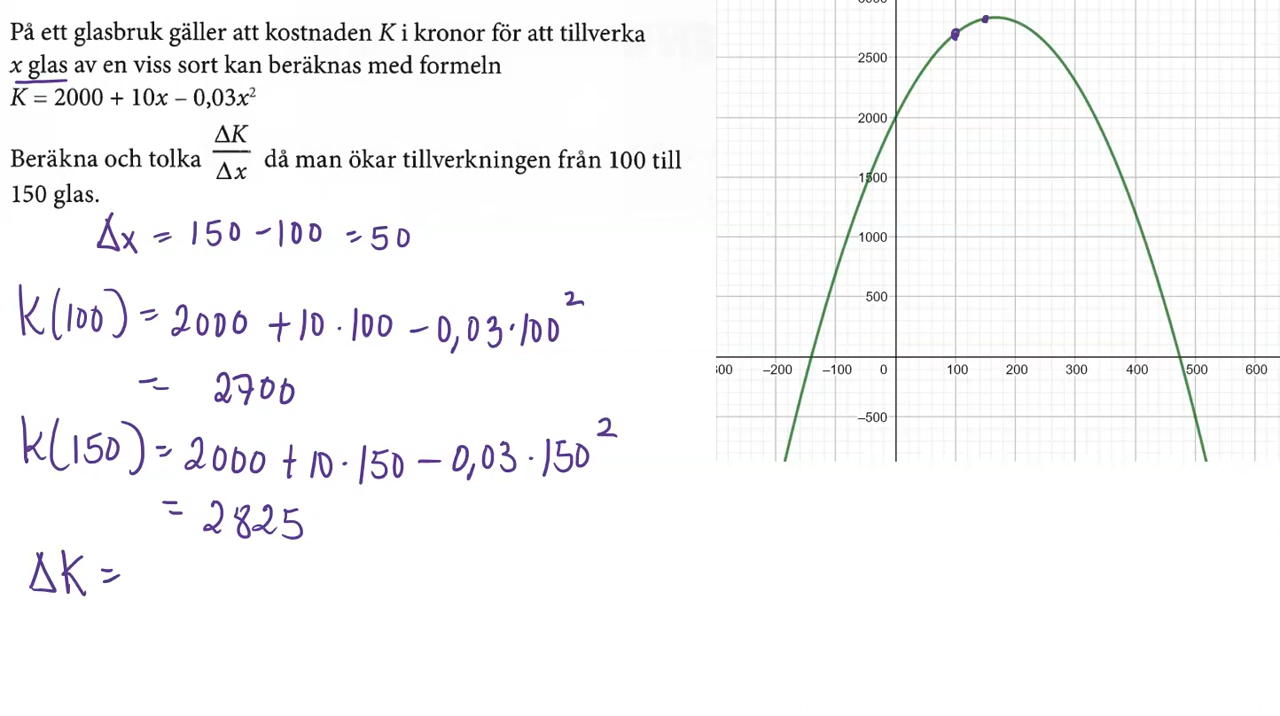 På ett glasbruk gäller att kostnaden K i kronor för att tillverka
x glas av en viss sort kan beräknas med formeln
K = 2000 + 10x – 0,03x²
Beräkna och tolka ΔK/Δx då man ökar tillverkningen från 100 till
150 glas.
Δx = 150 - 100 = 50
K(100) = 2000 + 10 · 100 - 0,03 · 100²
= 2700
K(150) = 2000 + 10 · 150 - 0,03 · 150²
= 2825
ΔK =
2500
2000
1500
1000
500
00 –200 –100 0 100 200 300 400 500 600
–500